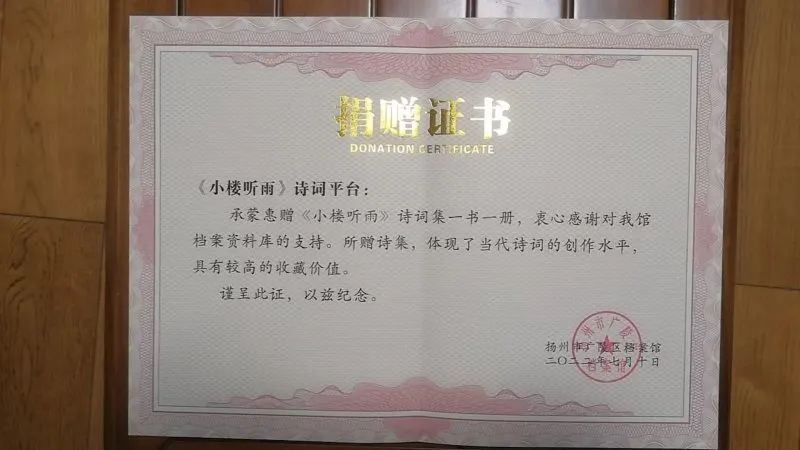 捐赠证书
DONATION CERTIFICATE
《小楼听雨》诗词平台：
承蒙惠赠《小楼听雨》诗词集一书一册，衷心感谢对我馆
档案资料库的支持。所赠诗集，体现了当代诗词的创作水平，
具有较高的收藏价值。
谨呈此证，以兹纪念。
扬州市广陵区档案馆
二〇二二年七月十日